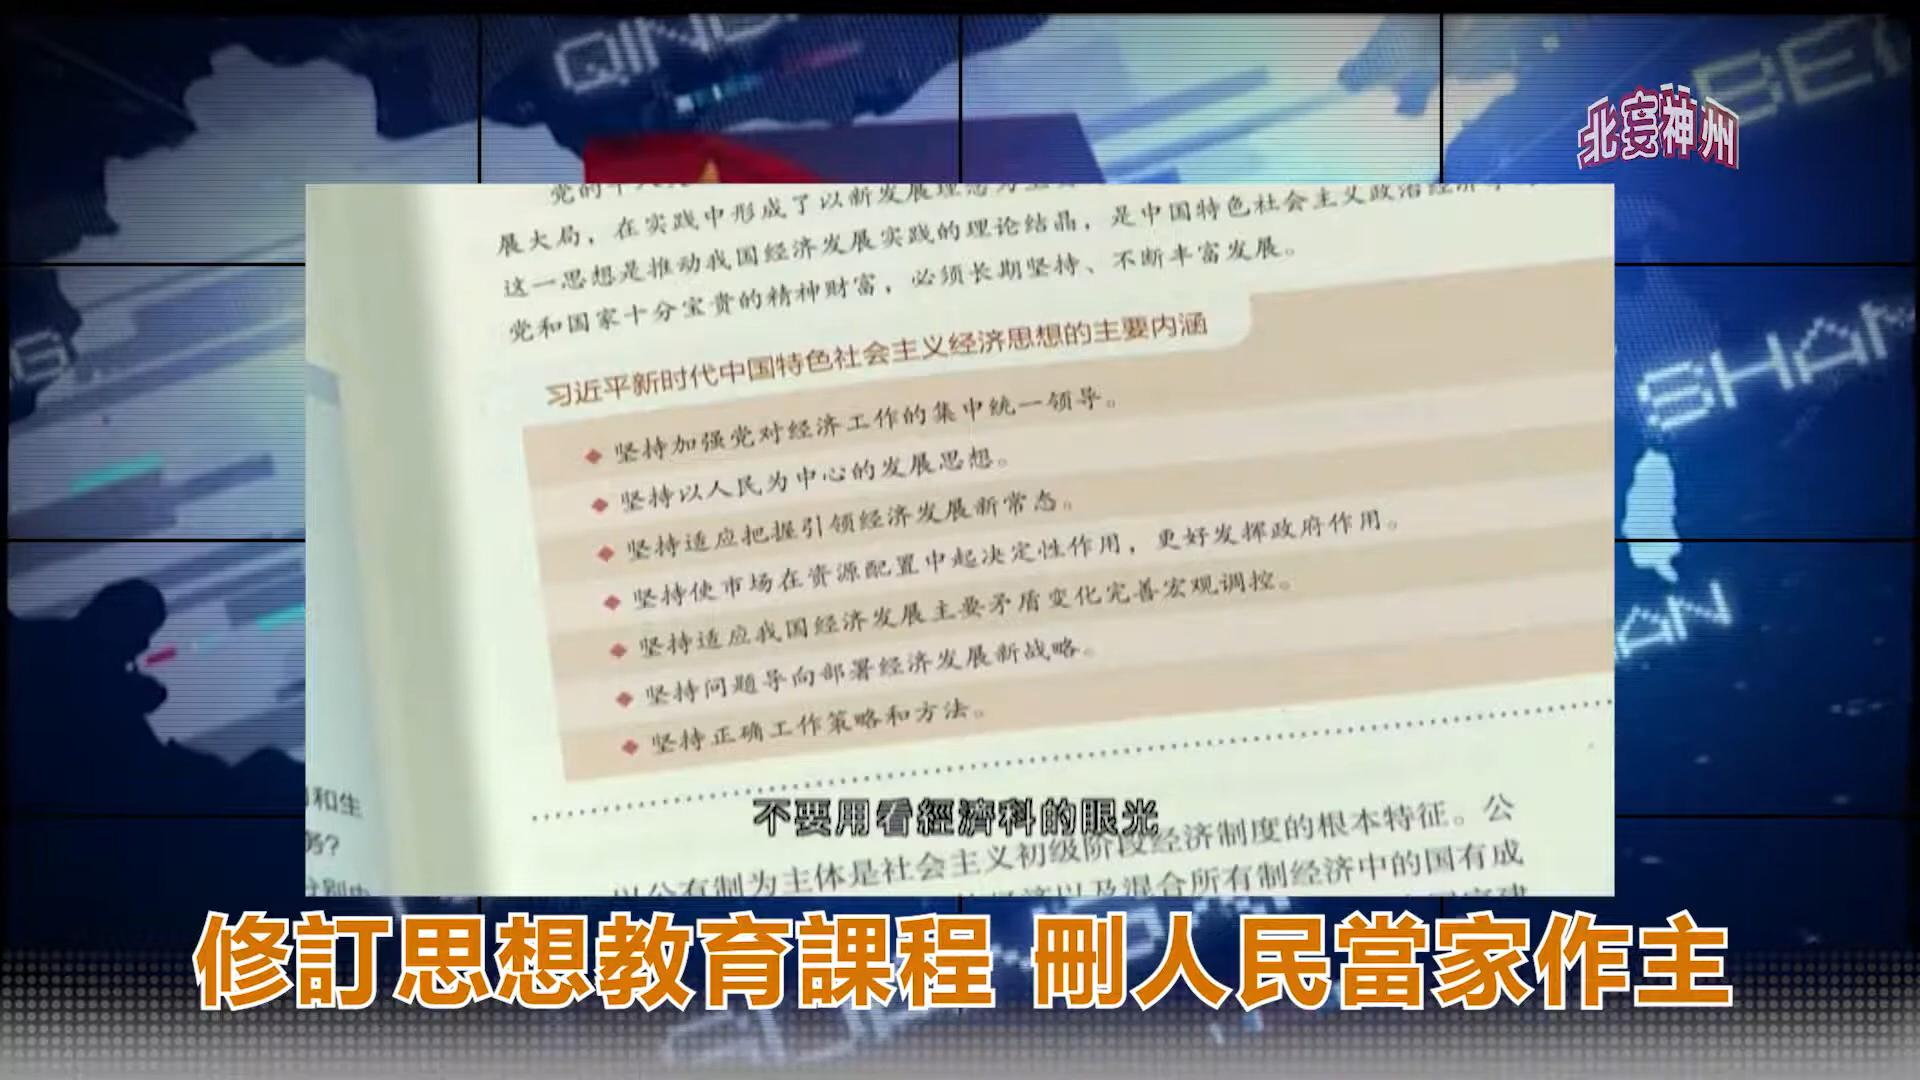 北芸神州
展大局，在实践中形成了以新发展理念为主要
这一思想是推动我国经济发展实践的理论结晶，是中国特色社会主义政治经济学
党和国家十分宝贵的精神财富，必须长期坚持、不断丰富发展。
习近平新时代中国特色社会主义经济思想的主要内涵
◆ 坚持加强党对经济工作的集中统一领导。
◆ 坚持以人民为中心的发展思想。
◆ 坚持适应把握引领经济发展新常态。
◆ 坚持使市场在资源配置中起决定性作用，更好发挥政府作用。
◆ 坚持适应我国经济发展主要矛盾变化完善宏观调控。
◆ 坚持问题导向部署经济发展新战略。
◆ 坚持正确工作策略和方法。
和生
不要用看經濟科的眼光
公有制为主体是社会主义初级阶段经济制度的根本特征。公
以及混合所有制经济中的国有成
修訂思想教育課程 刪人民當家作主